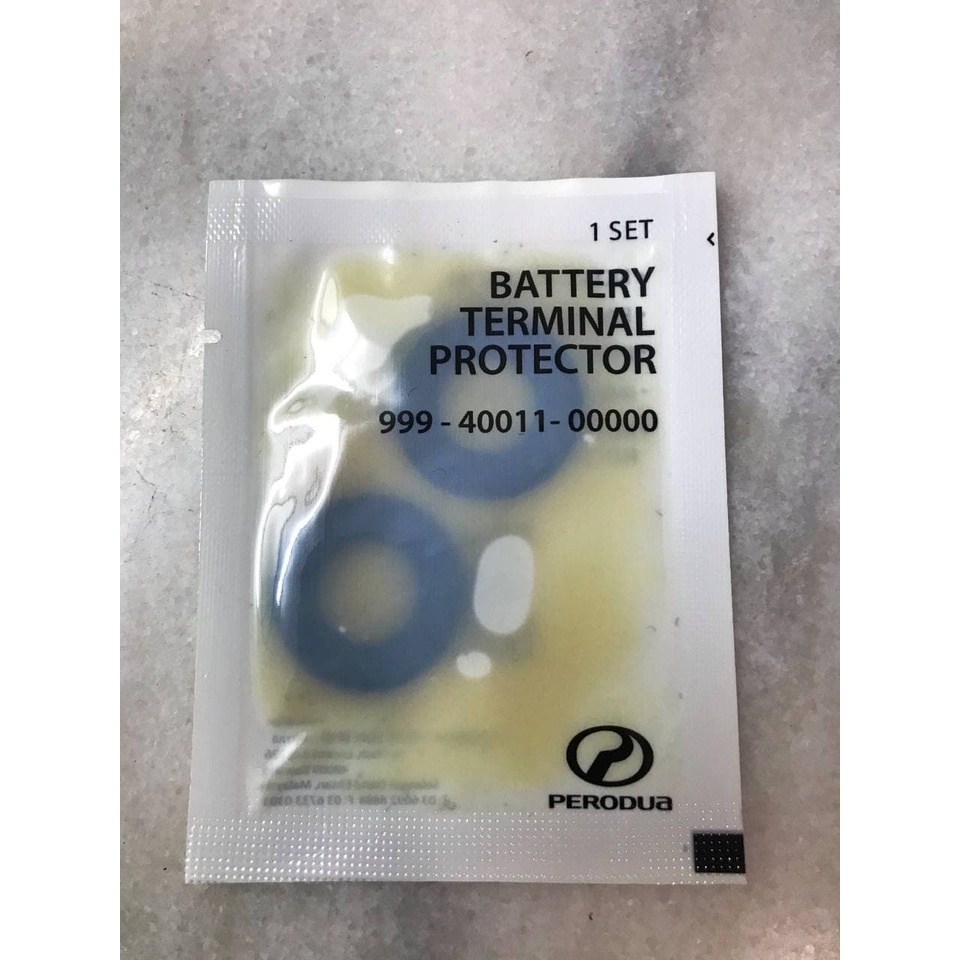 1 SET
BATTERY
TERMINAL
PROTECTOR
999 - 40011- 00000
PERODUA